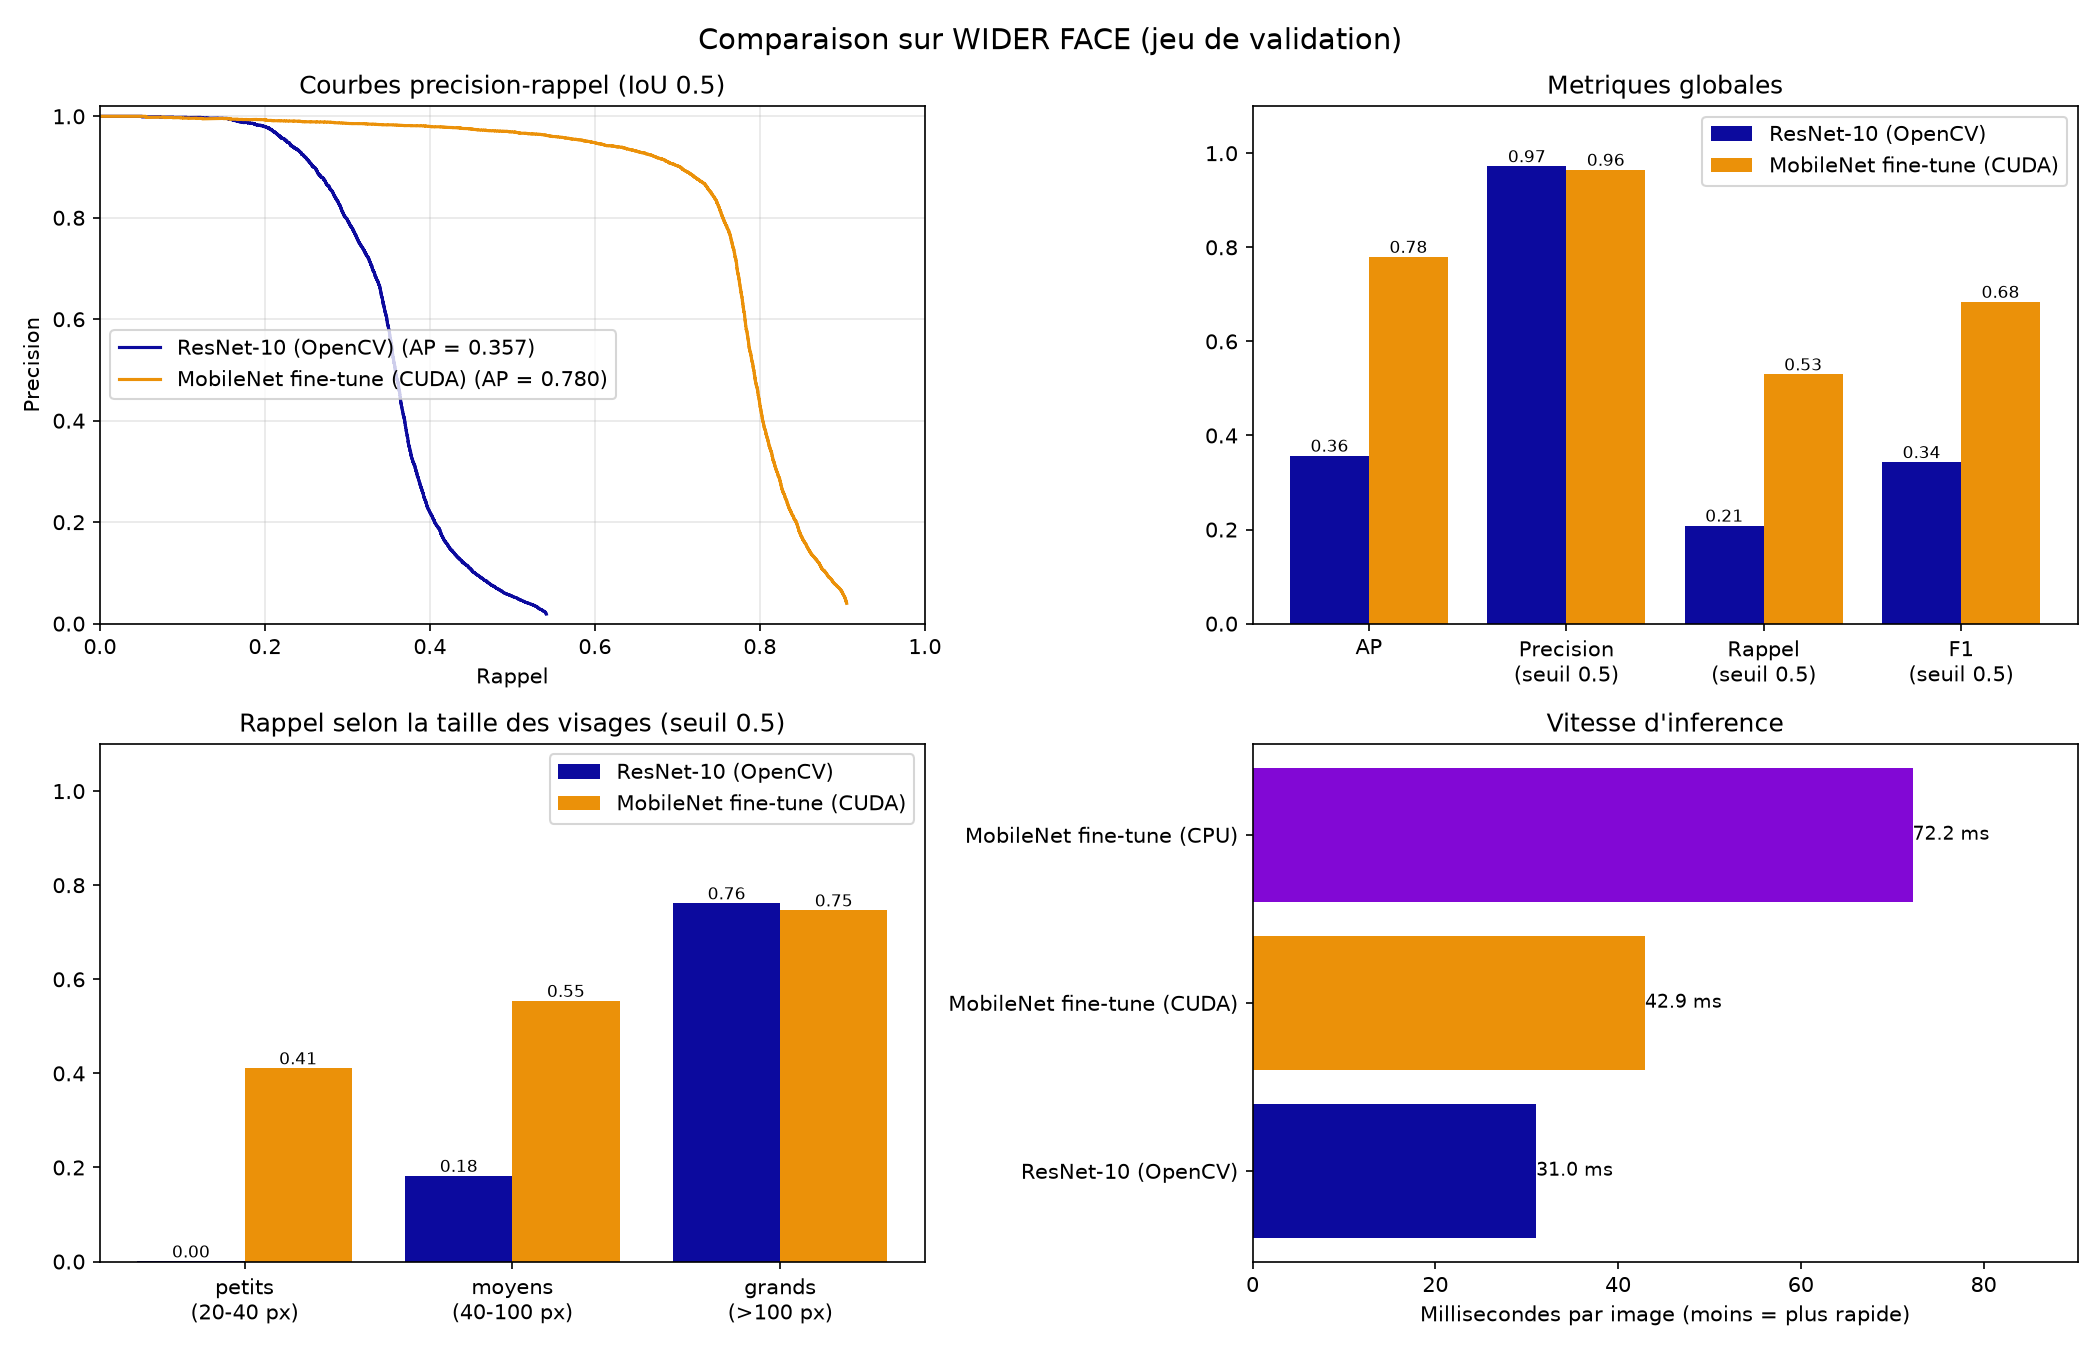 Comparaison sur WIDER FACE (jeu de validation)
Courbes precision-rappel (IoU 0.5)
1.0
0.8
0.6
0.4
0.2
0.0
Precision
ResNet-10 (OpenCV) (AP = 0.357)
MobileNet fine-tune (CUDA) (AP = 0.780)
0.0 0.2 0.4 0.6 0.8 1.0
Rappel
Metriques globales
1.0
0.8
0.6
0.4
0.2
0.0
ResNet-10 (OpenCV)
MobileNet fine-tune (CUDA)
0.36 0.78 0.97 0.96 0.21 0.53 0.34 0.68
AP Precision Rappel F1
(seuil 0.5) (seuil 0.5) (seuil 0.5)
Rappel selon la taille des visages (seuil 0.5)
1.0
0.8
0.6
0.4
0.2
0.0
ResNet-10 (OpenCV)
MobileNet fine-tune (CUDA)
0.00 0.41 0.18 0.55 0.76 0.75
petits moyens grands
(20-40 px) (40-100 px) (>100 px)
Vitesse d'inference
MobileNet fine-tune (CPU) 72.2 ms
MobileNet fine-tune (CUDA) 42.9 ms
ResNet-10 (OpenCV) 31.0 ms
0 20 40 60 80
Millisecondes par image (moins = plus rapide)